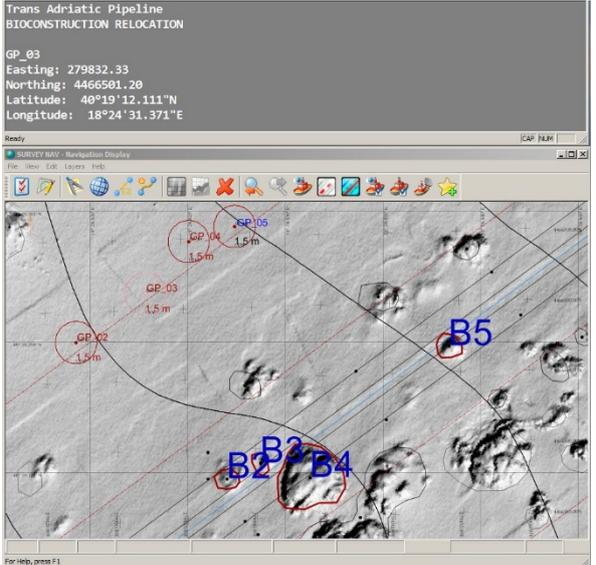 Trans Adriatic Pipeline
BIOCONSTRUCTION RELOCATION
GP_03
Easting: 279832.33
Northing: 4466501.20
Latitude:  40°19'12.111"N
Longitude:  18°24'31.371"E
Ready
CAP NUM
SURVEY NAV - Navigation Display
File View Edit Layers Help
GP_05
1,5 m
GP_04
1,5 m
GP_03
1,5 m
GP_02
1,5 m
B5
B3
B2
B4
For Help, press F1